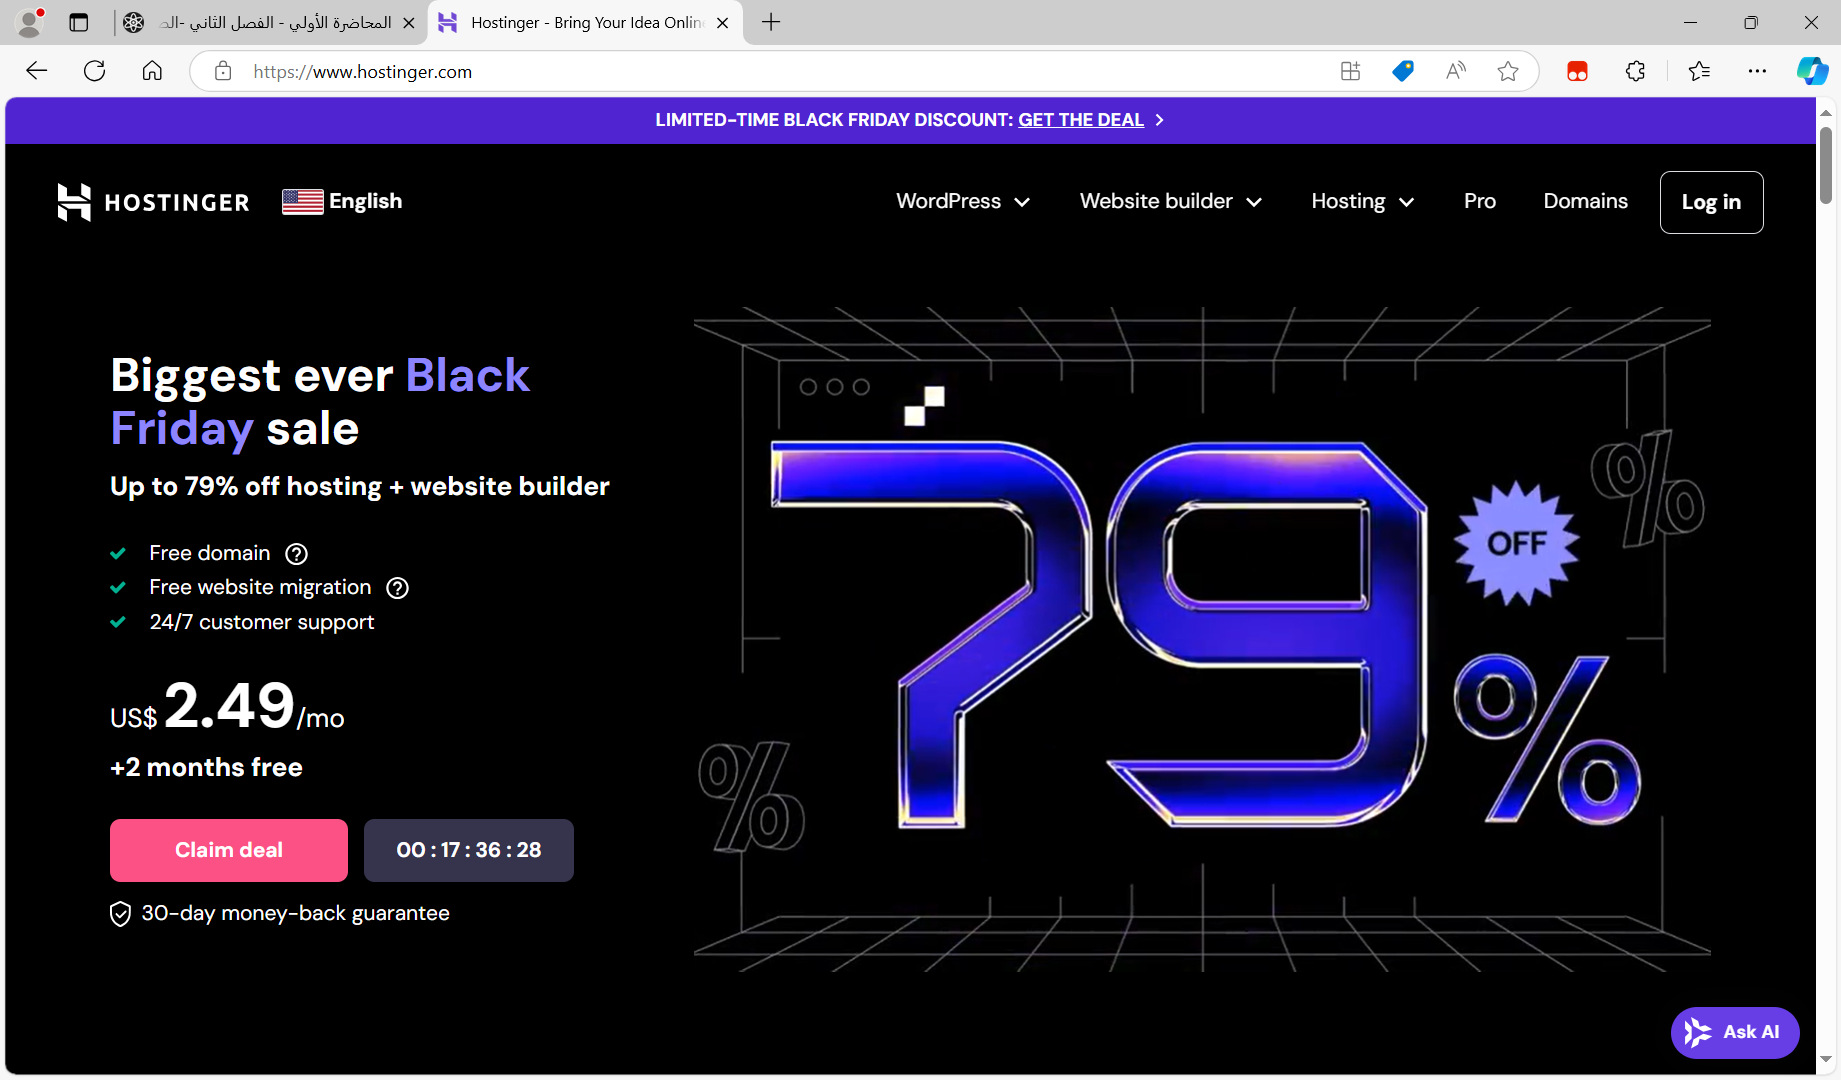 المحاضرة الأولي - الفصل الثاني -الـ
Hostinger - Bring Your Idea Onlin
https://www.hostinger.com
LIMITED-TIME BLACK FRIDAY DISCOUNT: GET THE DEAL
HOSTINGER
English
WordPress
Website builder
Hosting
Pro
Domains
Log in
Biggest ever Black
Friday sale
Up to 79% off hosting + website builder
Free domain
Free website migration
24/7 customer support
US$ 2.49/mo
+2 months free
Claim deal
00 : 17 : 36 : 28
30-day money-back guarantee
79%
OFF
%
%
Ask AI